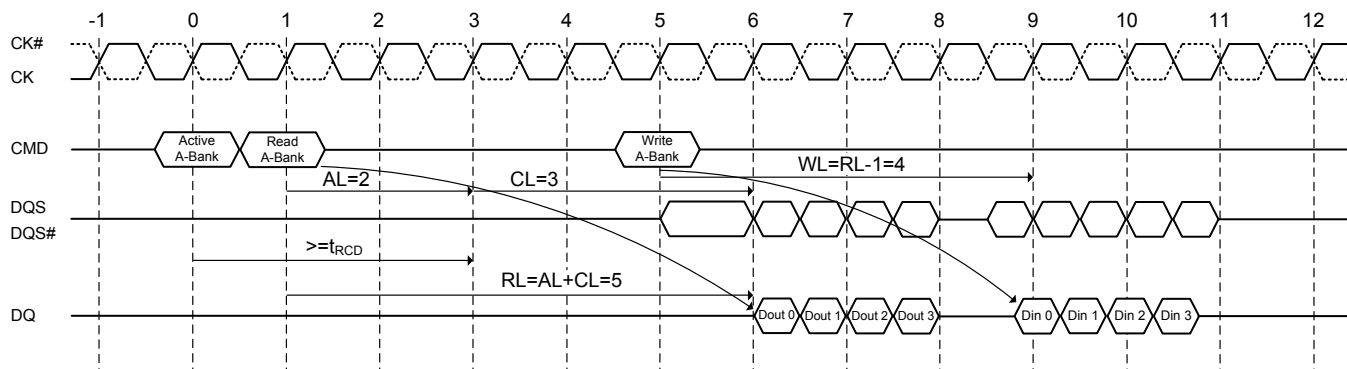 -1 0 1 2 3 4 5 6 7 8 9 10 11 12
CK#
CK
CMD
Active
A-Bank
Read
A-Bank
Write
A-Bank
WL=RL-1=4
AL=2
CL=3
DQS
DQS#
>=tRCD
RL=AL+CL=5
DQ
Dout 0 Dout 1 Dout 2 Dout 3 Din 0 Din 1 Din 2 Din 3